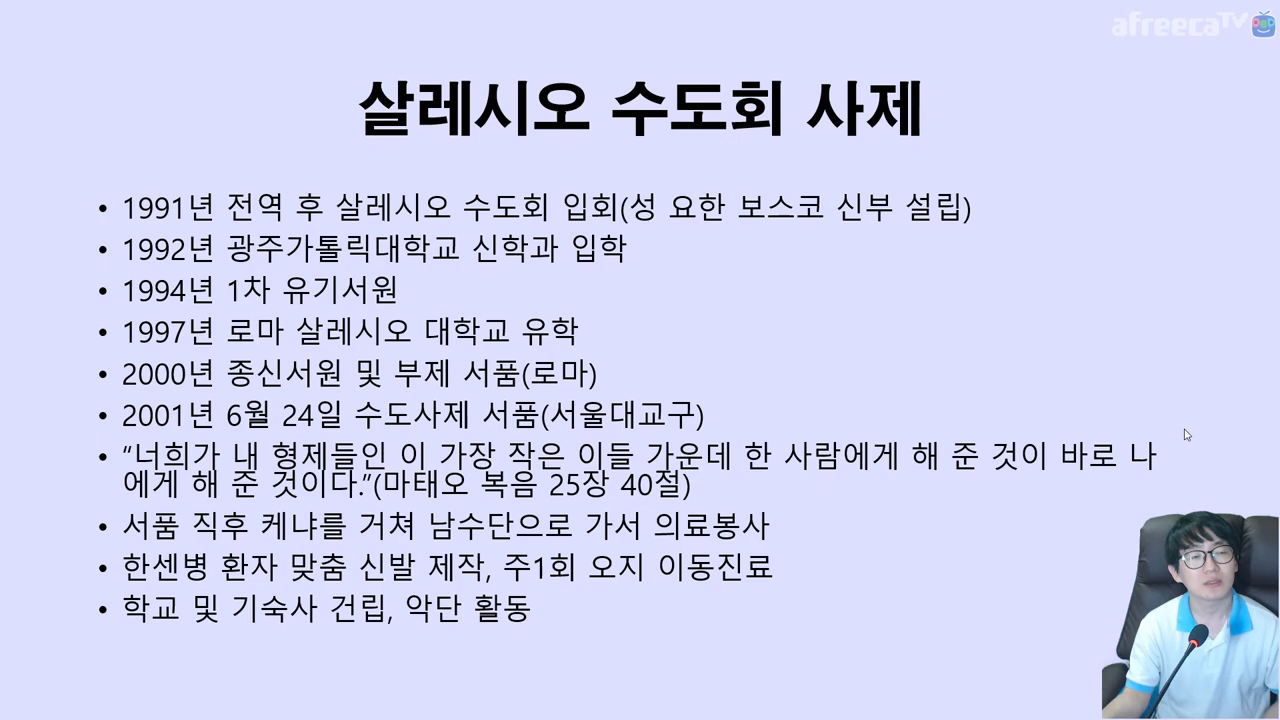 afreecaTV
살레시오 수도회 사제
• 1991년 전역 후 살레시오 수도회 입회(성 요한 보스코 신부 설립)
• 1992년 광주가톨릭대학교 신학과 입학
• 1994년 1차 유기서원
• 1997년 로마 살레시오 대학교 유학
• 2000년 종신서원 및 부제 서품(로마)
• 2001년 6월 24일 수도사제 서품(서울대교구)
• “너희가 내 형제들인 이 가장 작은 이들 가운데 한 사람에게 해 준 것이 바로 나
에게 해 준 것이다.”(마태오 복음 25장 40절)
• 서품 직후 케냐를 거쳐 남수단으로 가서 의료봉사
• 한센병 환자 맞춤 신발 제작, 주1회 오지 이동진료
• 학교 및 기숙사 건립, 악단 활동